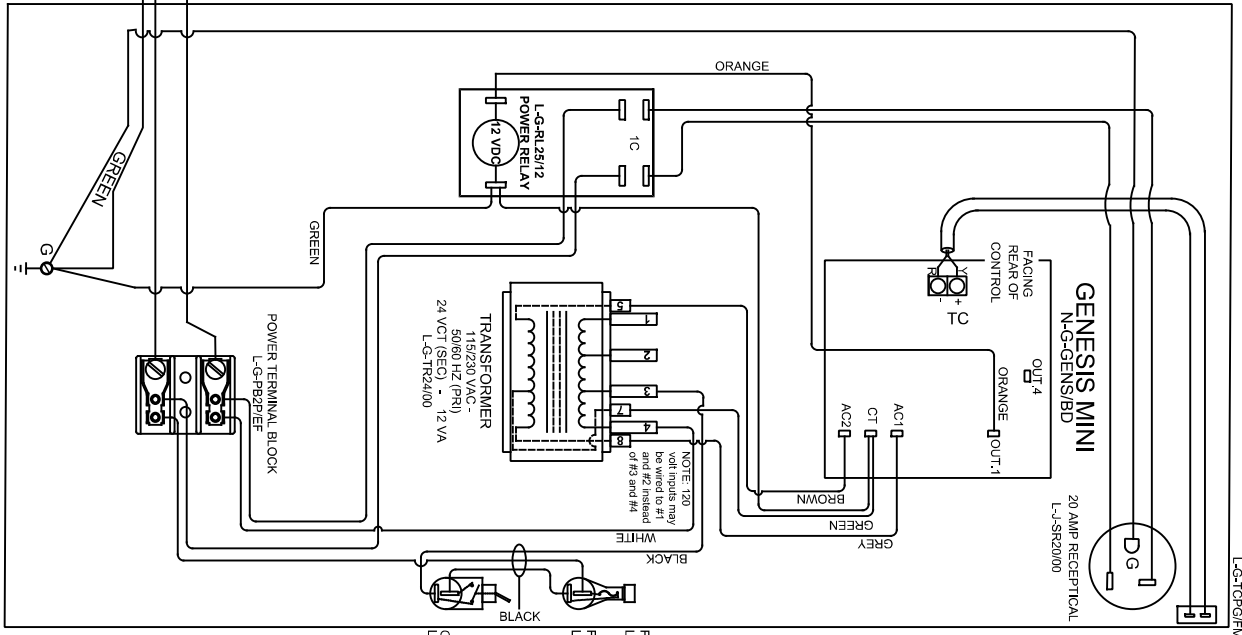 ORANGE
L-G-RL25/12
POWER RELAY
12 VDC
1C
GREEN
G
GREEN
FACING
REAR OF
CONTROL
R
Y
-
+
TC
GENESIS MINI
N-G-GENS/BD
OUT.4
ORANGE
OUT.1
AC2
CT
AC1
TRANSFORMER
115/230 VAC -
50/60 HZ (PRI)
24 VCT (SEC) - 12 VA
L-G-TR24/00
5
1
2
3
7
4
8
NOTE: 120
volt inputs may
be wired to #1
and #2 instead
of #3 and #4
POWER TERMINAL BLOCK
L-G-PB2P/EF
BROWN
GREEN
GREY
WHITE
BLACK
BLACK
20 AMP RECEPTICAL
L-J-SR20/00
G